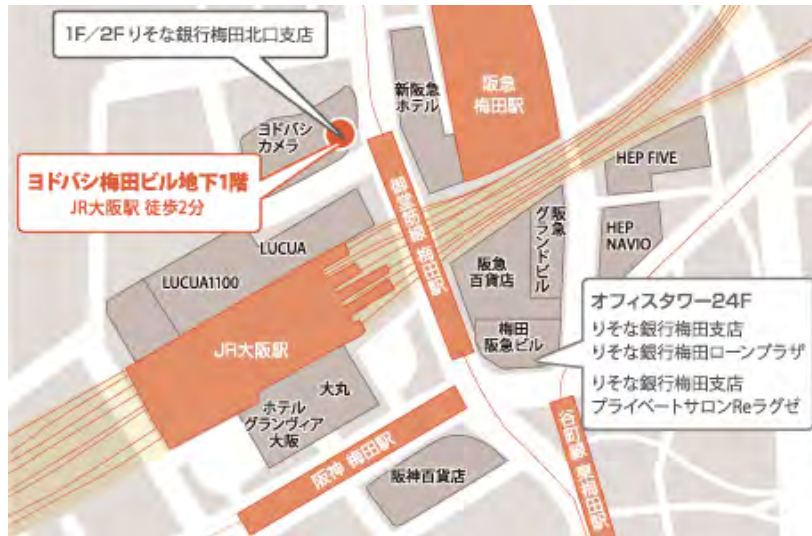 1F／2Fりそな銀行梅田北口支店
新阪急
ホテル
阪急
梅田駅
ヨドバシ
カメラ
ヨドバシ梅田ビル地下1階
JR大阪駅 徒歩2分
HEP FIVE
御堂筋線 梅田駅
LUCUA
LUCUA1100
阪急
グランドビル
HEP
NAVIO
阪急
百貨店
梅田
阪急ビル
オフィスタワー24F
りそな銀行梅田支店
りそな銀行梅田ローンプラザ
りそな銀行梅田支店
プライベートサロンReラグゼ
JR大阪駅
大丸
ホテル
グランヴィア
大阪
阪神 梅田駅
阪神百貨店
谷町線 東梅田駅